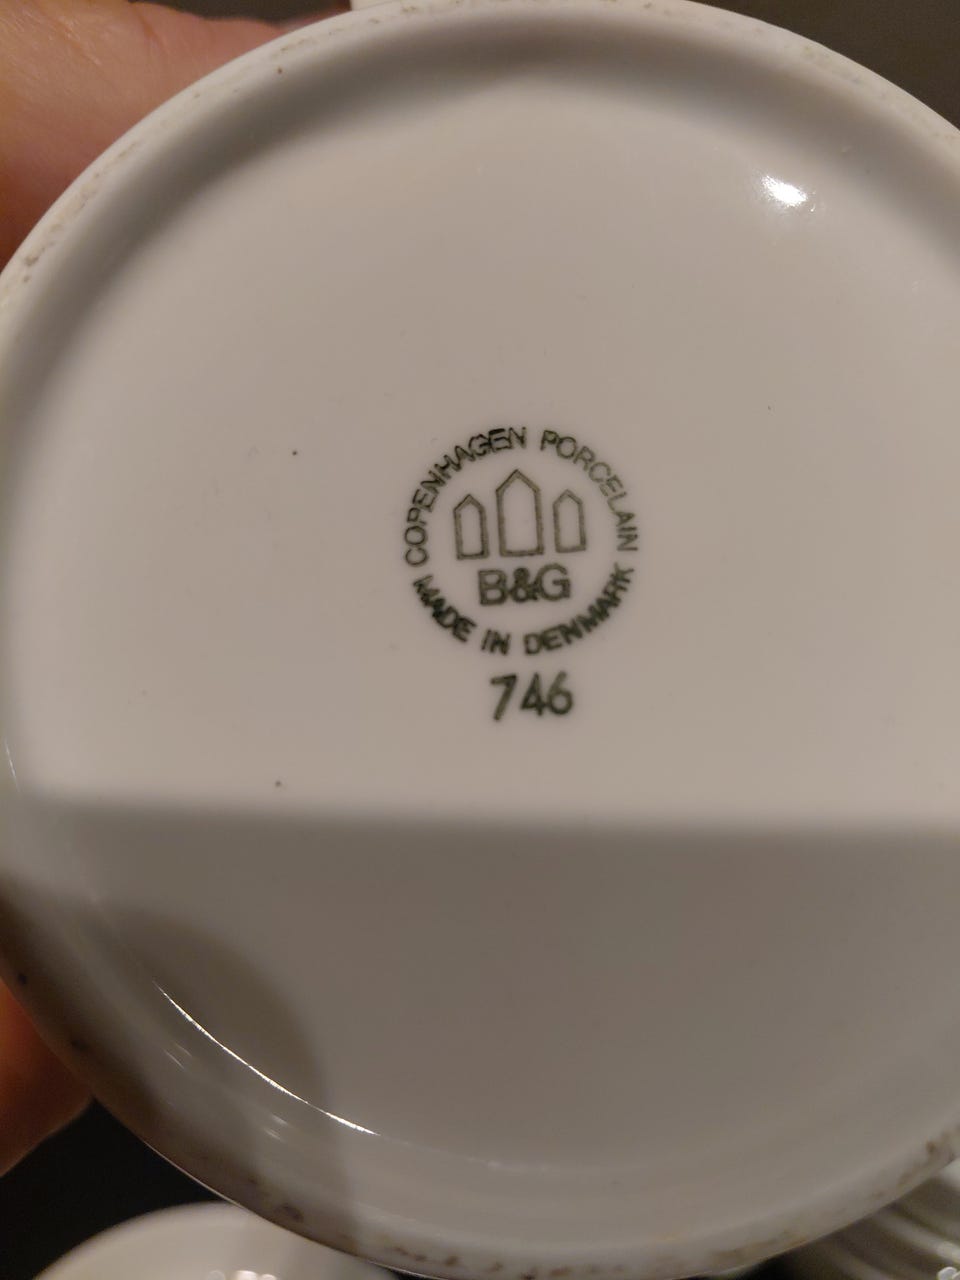 COPENHAGEN PORCELAIN
B&G
MADE IN DENMARK
746